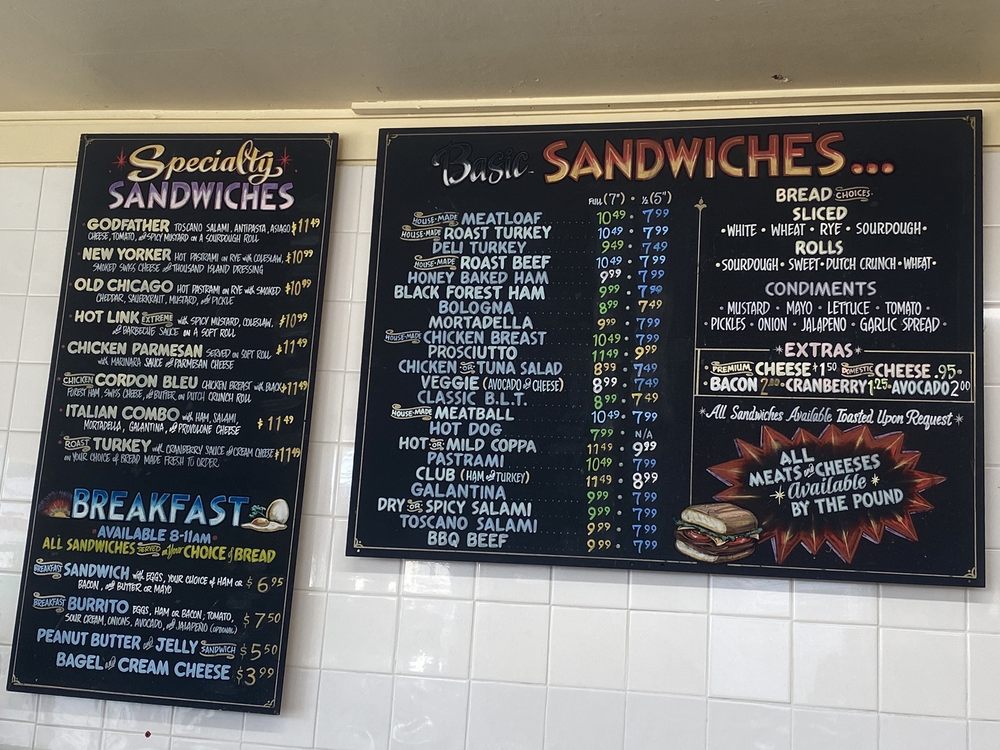 Specialty
SANDWICHES
GODFATHER TOSCANO SALAMI, ANTIPASTA, ASIAGO $11.49
CHEESE, TOMATO, AND SPICY MUSTARD ON A SOURDOUGH ROLL
NEW YORKER HOT PASTRAMI ON RYE WITH COLESLAW, $10.99
SMOKED SWISS CHEESE AND THOUSAND ISLAND DRESSING
OLD CHICAGO HOT PASTRAMI ON RYE WITH SMOKED $10.99
CHEDDAR, SAUERKRAUT, MUSTARD, AND PICKLE
HOT LINK EXTREME WITH SPICY MUSTARD, COLESLAW, $10.99
AND BARBECUE SAUCE ON A SOFT ROLL
CHICKEN PARMESAN SERVED ON SOFT ROLL $11.49
WITH MARINARA SAUCE AND PARMESAN CHEESE
CHICKEN CORDON BLEU CHICKEN BREAST WITH BLACK $11.49
FOREST HAM, SWISS CHEESE, AND BUTTER, ON DUTCH CRUNCH ROLL
ITALIAN COMBO WITH HAM, SALAMI, $11.49
MORTADELLA, GALANTINA, AND PROVOLONE CHEESE
ROAST TURKEY WITH CRANBERRY SAUCE AND CREAM CHEESE $11.49
ON YOUR CHOICE OF BREAD MADE FRESH TO ORDER.
BREAKFAST
AVAILABLE 8-11AM
ALL SANDWICHES SERVED ON YOUR CHOICE OF BREAD
BREAKFAST SANDWICH WITH EGGS, YOUR CHOICE OF HAM OR $6.95
BACON, AND BUTTER OR MAYO
BREAKFAST BURRITO EGGS, HAM OR BACON, TOMATO, $7.50
SOUR CREAM, ONIONS, AVOCADO, AND JALAPEÑO (OPTIONAL)
PEANUT BUTTER AND JELLY SANDWICH $5.50
BAGEL AND CREAM CHEESE $3.99
Basic SANDWICHES...
FULL (7") • ½ (5")
HOUSE-MADE MEATLOAF 10.49 • 7.99
HOUSE-MADE ROAST TURKEY 10.49 • 7.99
DELI TURKEY 9.49 • 7.49
HOUSE-MADE ROAST BEEF 10.49 • 7.99
HONEY BAKED HAM 9.99 • 7.99
BLACK FOREST HAM 9.99 • 7.50
BOLOGNA 8.99 • 7.49
MORTADELLA 9.99 • 7.99
HOUSE-MADE CHICKEN BREAST 10.49 • 7.99
PROSCIUTTO 11.49 • 9.99
CHICKEN OR TUNA SALAD 8.99 • 7.99
VEGGIE (AVOCADO & CHEESE) 8.99 • 7.49
CLASSIC B.L.T. 8.99 • 7.49
HOUSE-MADE MEATBALL 10.49 • 7.99
HOT DOG 7.99 • N/A
HOT OR MILD COPPA 11.49 • 9.99
PASTRAMI 10.49 • 7.99
CLUB (HAM & TURKEY) 11.49 • 8.99
GALANTINA 9.99 • 7.99
DRY OR SPICY SALAMI 9.99 • 7.99
TOSCANO SALAMI 9.99 • 7.99
BBQ BEEF 9.99 • 7.99
BREAD CHOICES
SLICED
• WHITE • WHEAT • RYE • SOURDOUGH •
ROLLS
• SOURDOUGH • SWEET • DUTCH CRUNCH • WHEAT •
CONDIMENTS
• MUSTARD • MAYO • LETTUCE • TOMATO •
• PICKLES • ONION • JALAPENO • GARLIC SPREAD •
EXTRAS
• PREMIUM CHEESE $1.50 DOMESTIC CHEESE .95 •
• BACON 2.00 • CRANBERRY 1.25 • AVOCADO 2.00
All Sandwiches Available Toasted Upon Request
ALL
MEATS AND CHEESES
Available
BY THE POUND